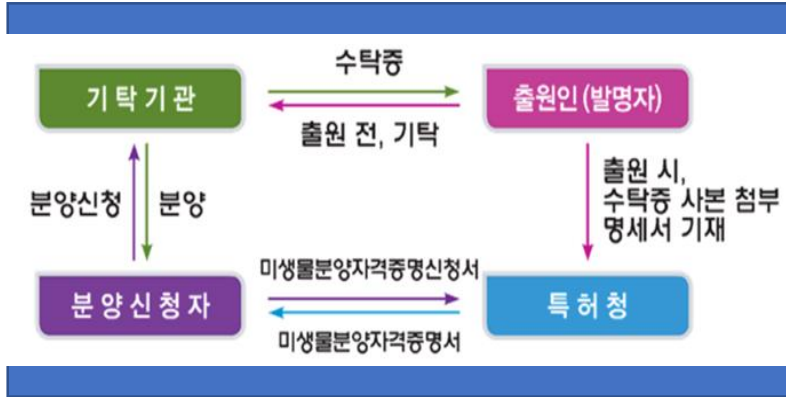 수탁증
기탁기관
출원인(발명자)
출원 전, 기탁
분양신청
분양
출원 시,
수탁증 사본 첨부
명세서 기재
미생물분양자격증명신청서
분양신청자
특허청
미생물분양자격증명서